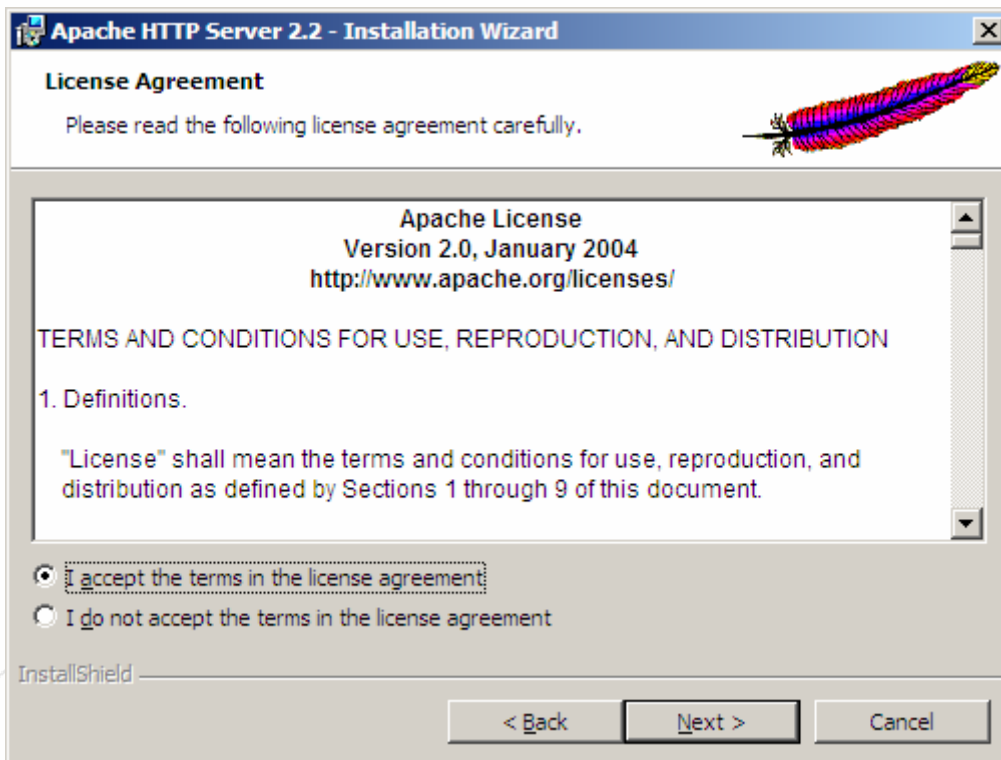 Apache HTTP Server 2.2 - Installation Wizard
License Agreement
Please read the following license agreement carefully.
Apache License
Version 2.0, January 2004
http://www.apache.org/licenses/
TERMS AND CONDITIONS FOR USE, REPRODUCTION, AND DISTRIBUTION
1. Definitions.
"License" shall mean the terms and conditions for use, reproduction, and
distribution as defined by Sections 1 through 9 of this document.
I accept the terms in the license agreement
I do not accept the terms in the license agreement
InstallShield
< Back Next > Cancel